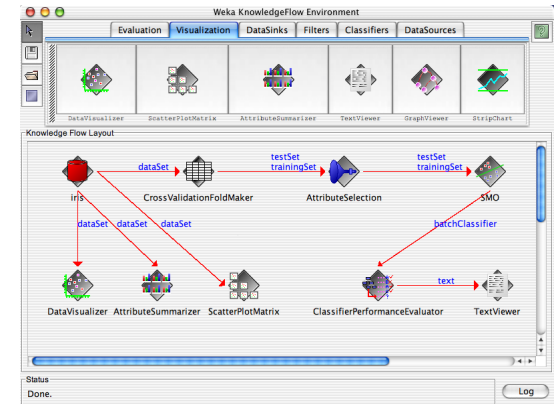 Weka KnowledgeFlow Environment
Evaluation Visualization DataSinks Filters Classifiers DataSources
DataVisualizer ScatterPlotMatrix AttributeSummarizer TextViewer GraphViewer StripChart
Knowledge Flow Layout
dataSet
testSet
trainingSet
testSet
trainingSet
iris CrossValidationFoldMaker AttributeSelection SMO
dataSet dataSet dataSet batchClassifier
text
DataVisualizer AttributeSummarizer ScatterPlotMatrix ClassifierPerformanceEvaluator TextViewer
Status
Done.
Log